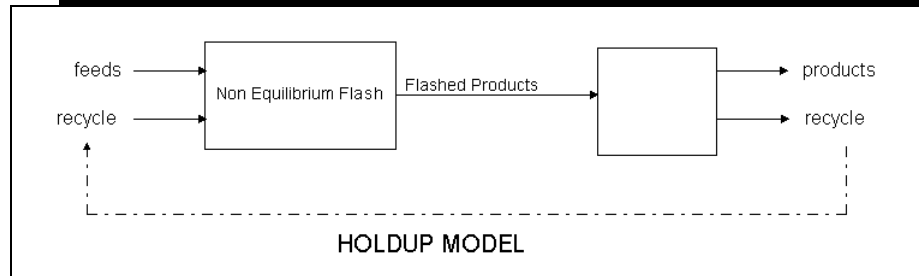 feeds
Non Equilibrium Flash
Flashed Products
products
recycle
recycle
HOLDUP MODEL